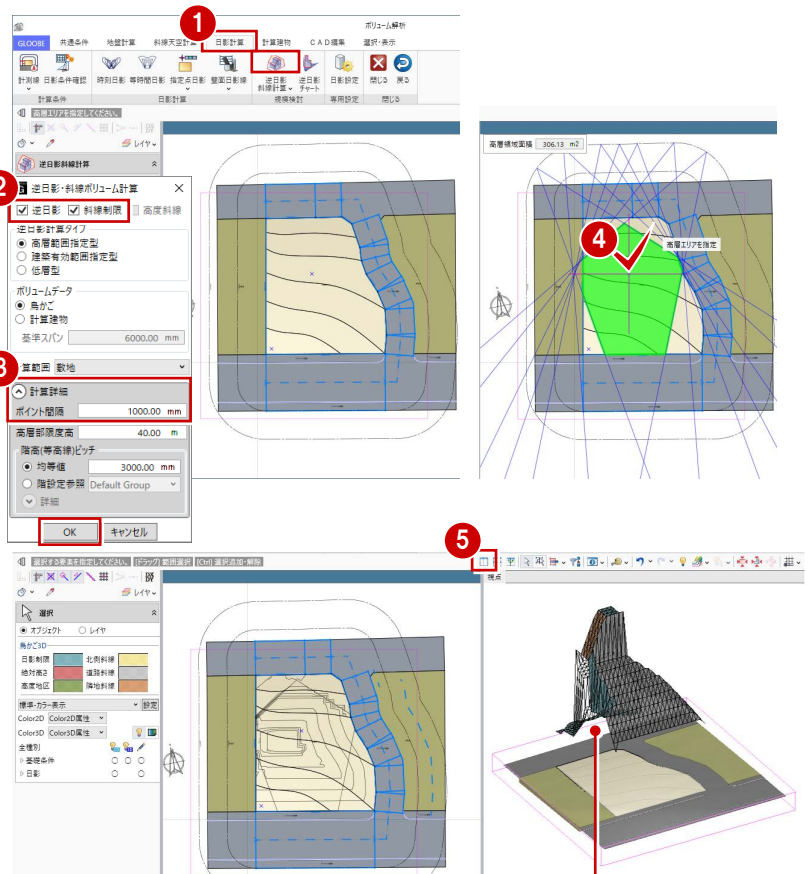 1
ボリューム解析
GLOOBE 共通条件 地盤計算 斜線天空計算 日影計算 計算建物 CAD編集 選択･表示
計測線 日影条件確認 時刻日影 等時間日影 指定点日影 壁面日影線 逆日影斜線計算 逆日影チャート 日影設定 閉じる 戻る
計算条件 日影計算 規模検討 専用設定 閉じる
高層エリアを指定してください。
レイヤ
逆日影斜線計算
2
逆日影･斜線ボリューム計算
逆日影 斜線制限 高度斜線
逆日影計算タイプ
高層範囲指定型
建築有効範囲指定型
低層型
ボリュームデータ
鳥かご
計算建物
基準スパン 6000.00 mm
3
算範囲 敷地
計算詳細
ポイント間隔 1000.00 mm
高層部限度高 40.00 m
階高(等高線)ピッチ
均等値 3000.00 mm
階設定参照 Default Group
詳細
OK キャンセル
高層領域面積 306.13 m2
4
高層エリアを指定
5
選択する要素を指定してください。 [ドラッグ] 範囲選択 [Ctrl] 選択追加･解除
レイヤ
選択
オブジェクト レイヤ
鳥かご3D
日影制限 北側斜線
絶対高さ 道路斜線
高度地区 隣地斜線
標準-カラー表示 設定
Color2D Color2D属性
Color3D Color3D属性
全種別
基礎条件
日影
視点